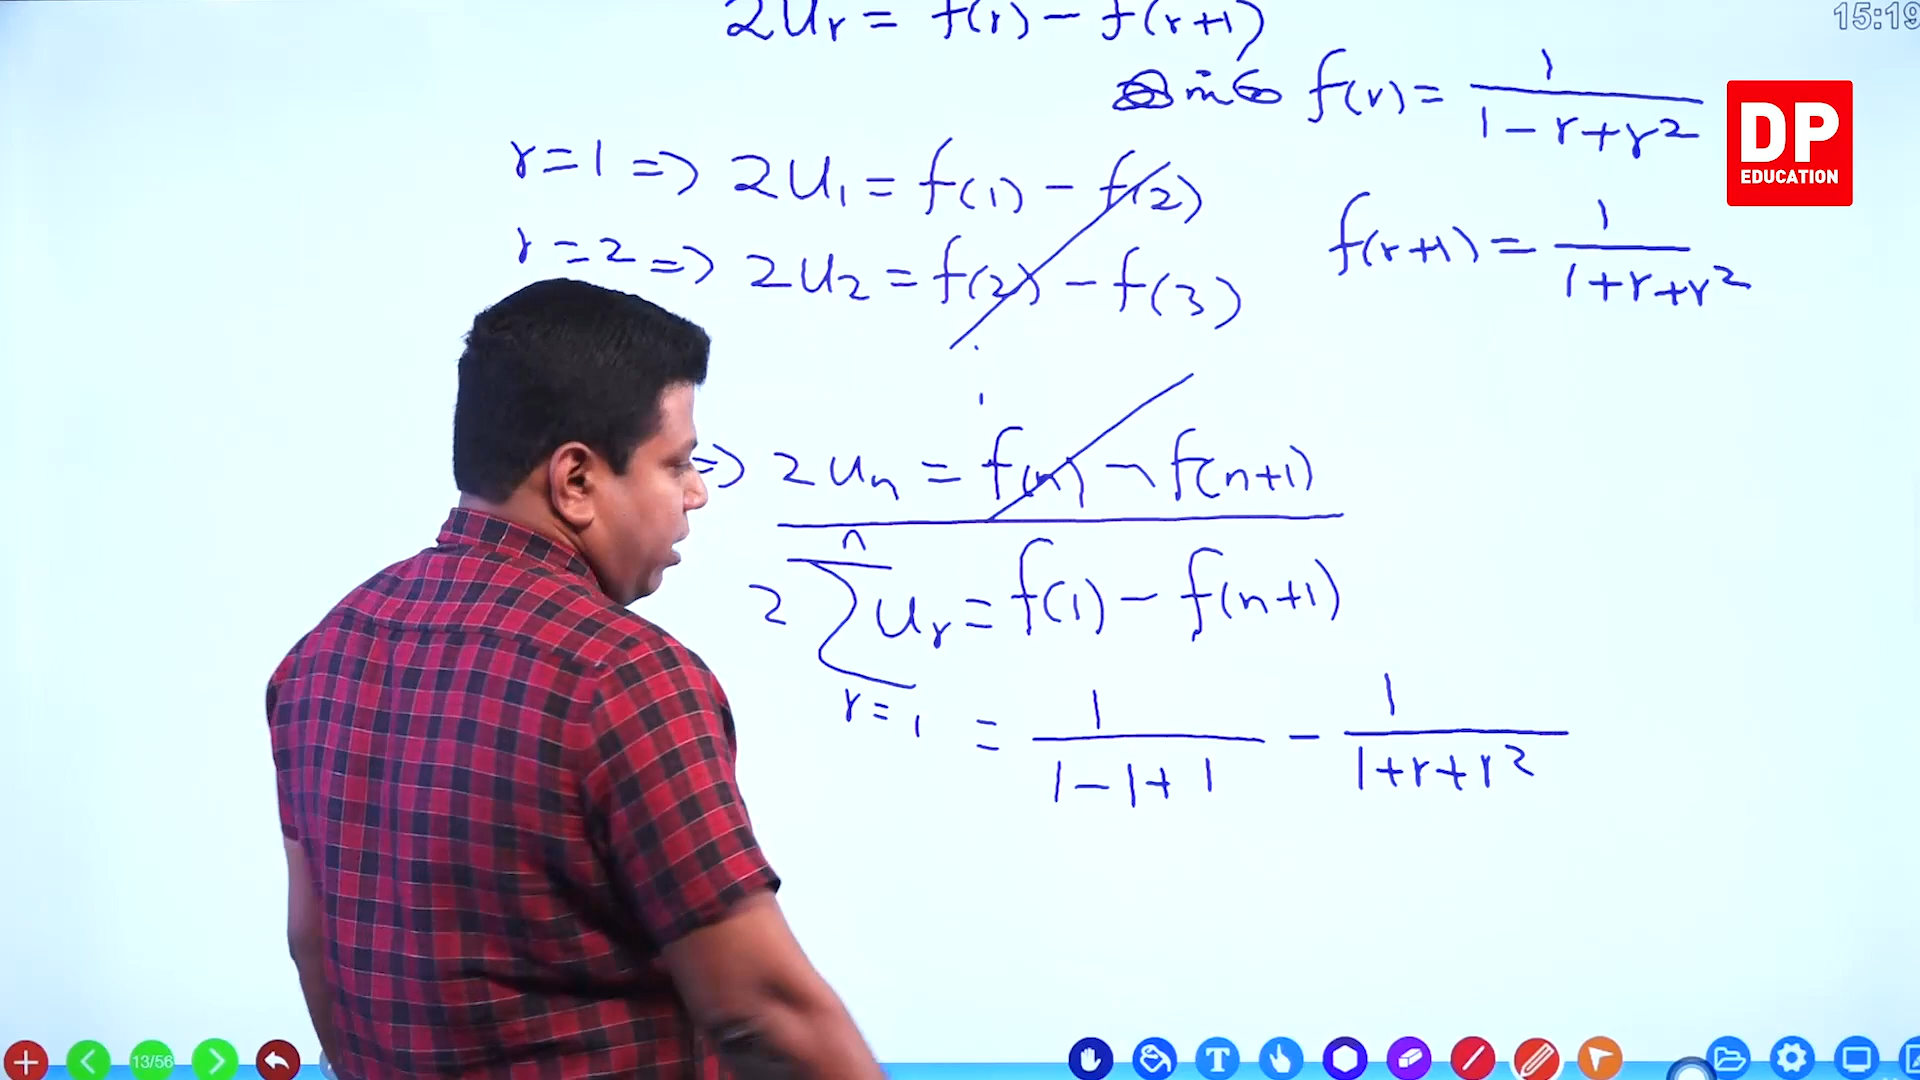 2Uᵣ = f(r) − f(r+1)
15:19
f(r) = 1/(1 − r + r²)
DP
EDUCATION
r = 1 => 2U₁ = f(1) − f(2)
f(r+1) = 1/(1 + r + r²)
r = 2 => 2U₂ = f(2) − f(3)
=> 2Uₙ = f(n) − f(n+1)
2 ∑ⁿᵣ₌₁ Uᵣ = f(1) − f(n+1)
= 1/(1 − 1 + 1) − 1/(1 + r + r²)
13/56
T